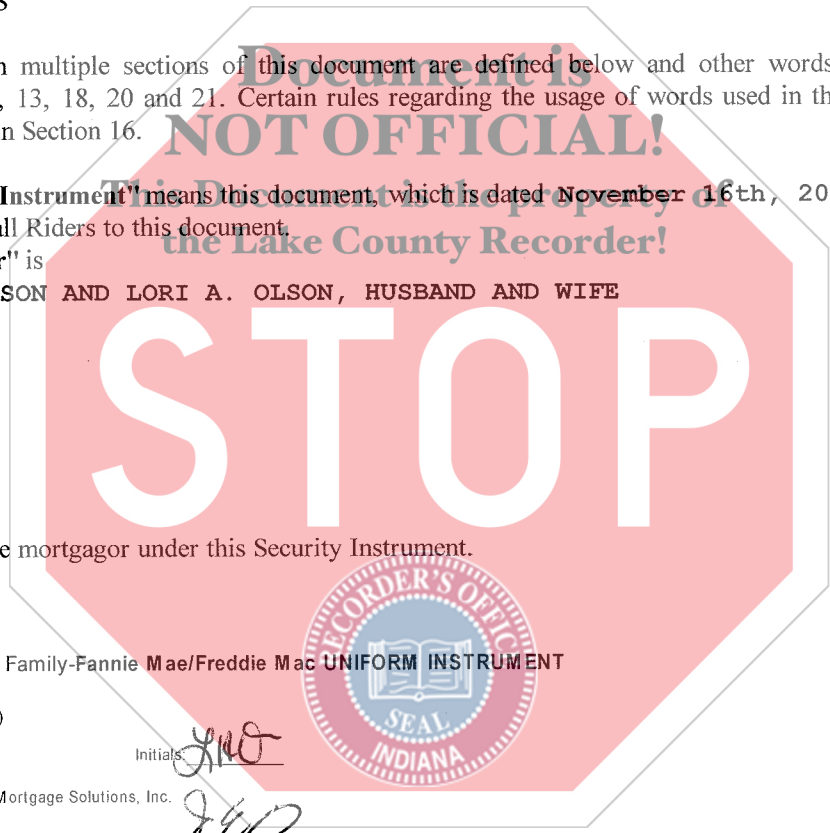 S
Document is
n multiple sections of this document are defined below and other words
, 13, 18, 20 and 21. Certain rules regarding the usage of words used in th
n Section 16.
NOT OFFICIAL!
Instrument" means this document, which is dated November 16th, 20
This Document is the property of
all Riders to this document.
the Lake County Recorder!
r" is
SON AND LORI A. OLSON, HUSBAND AND WIFE
STOP
e mortgagor under this Security Instrument.
RECORDER'S OFFICE
SEAL
INDIANA
Family-Fannie Mae/Freddie Mac UNIFORM INSTRUMENT
)
Initials: LAO
Mortgage Solutions, Inc.